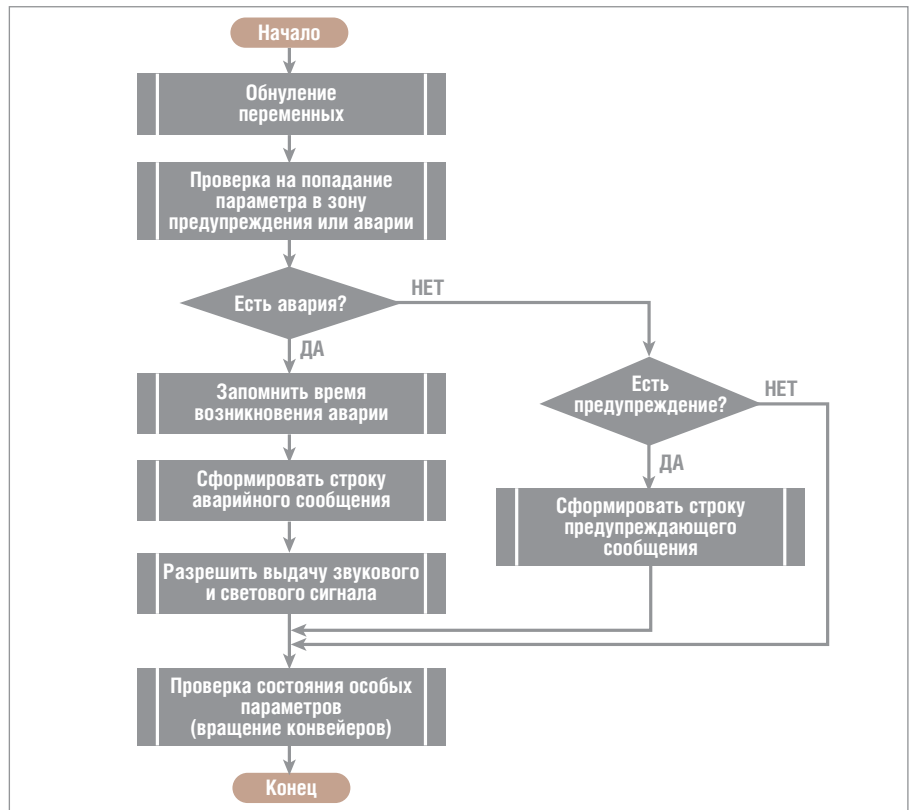 Начало
Обнуление
переменных
Проверка на попадание
параметра в зону
предупреждения или аварии
Есть авария?
НЕТ
ДА
Запомнить время
возникновения аварии
Сформировать строку
аварийного сообщения
Разрешить выдачу звукового
и светового сигнала
Есть
предупреждение?
НЕТ
ДА
Сформировать строку
предупреждающего
сообщения
Проверка состояния особых
параметров
(вращение конвейеров)
Конец